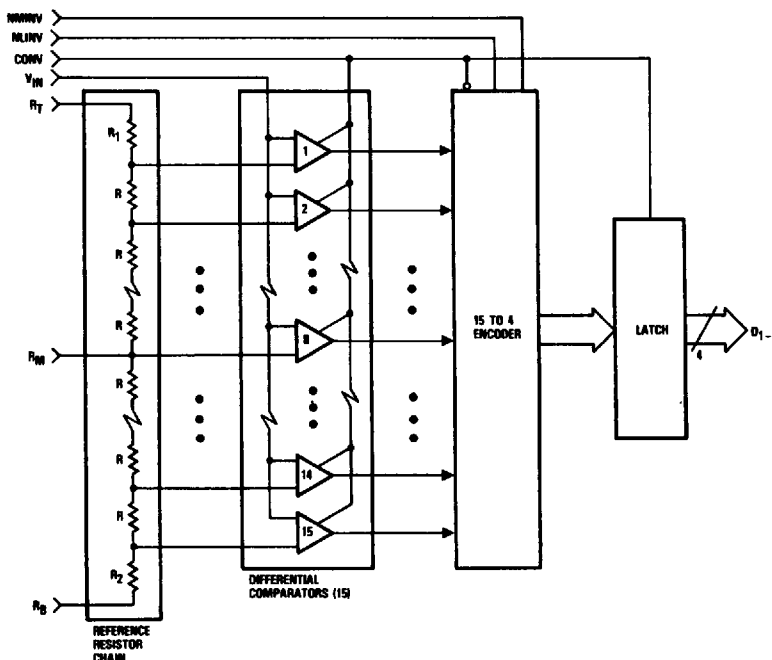 NMINV
NLINV
CONV
VIN
RT
R1
R
R
R
RM
R
R
R
R2
RB
1
2
8
14
15
15 TO 4
ENCODER
LATCH
4
D1-
DIFFERENTIAL
COMPARATORS (15)
REFERENCE
RESISTOR
CHAIN